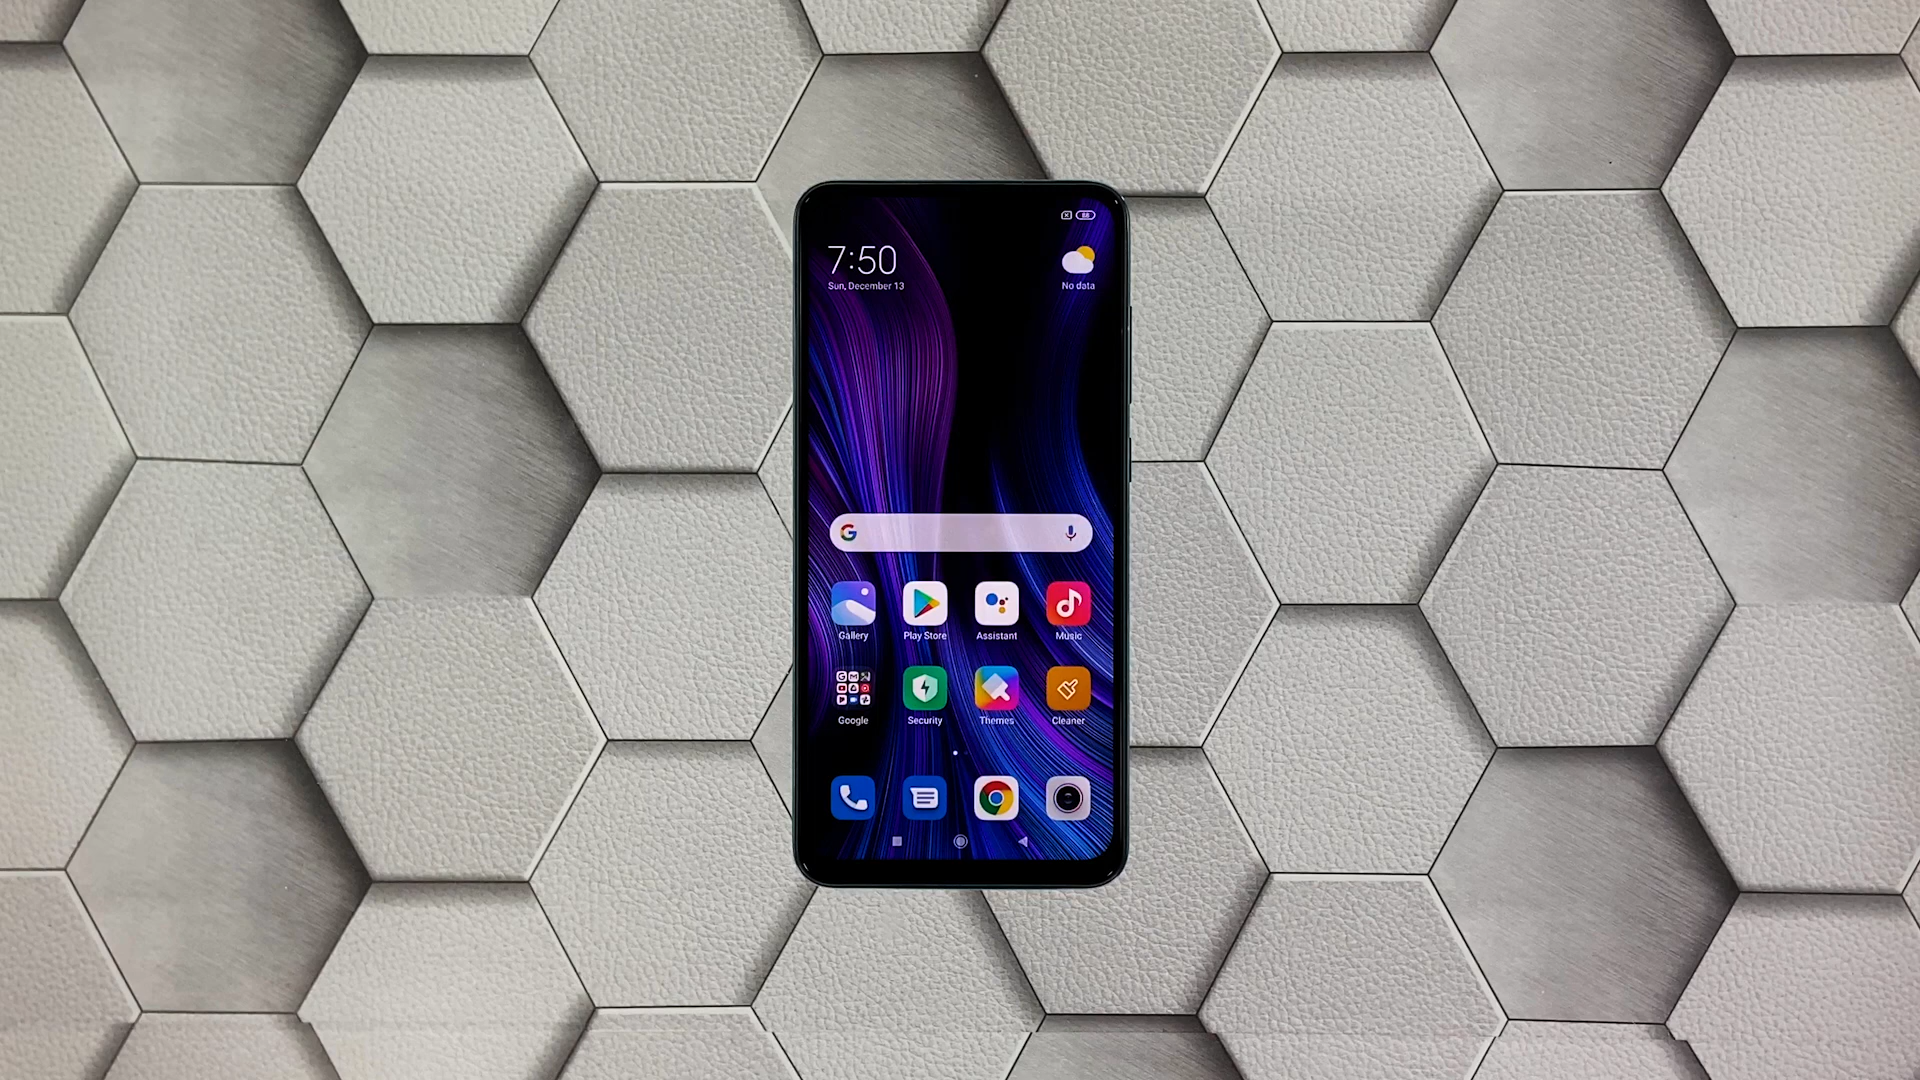 7:50
Sun, December 13
No data
Gallery
Play Store
Assistant
Music
Google
Security
Themes
Cleaner